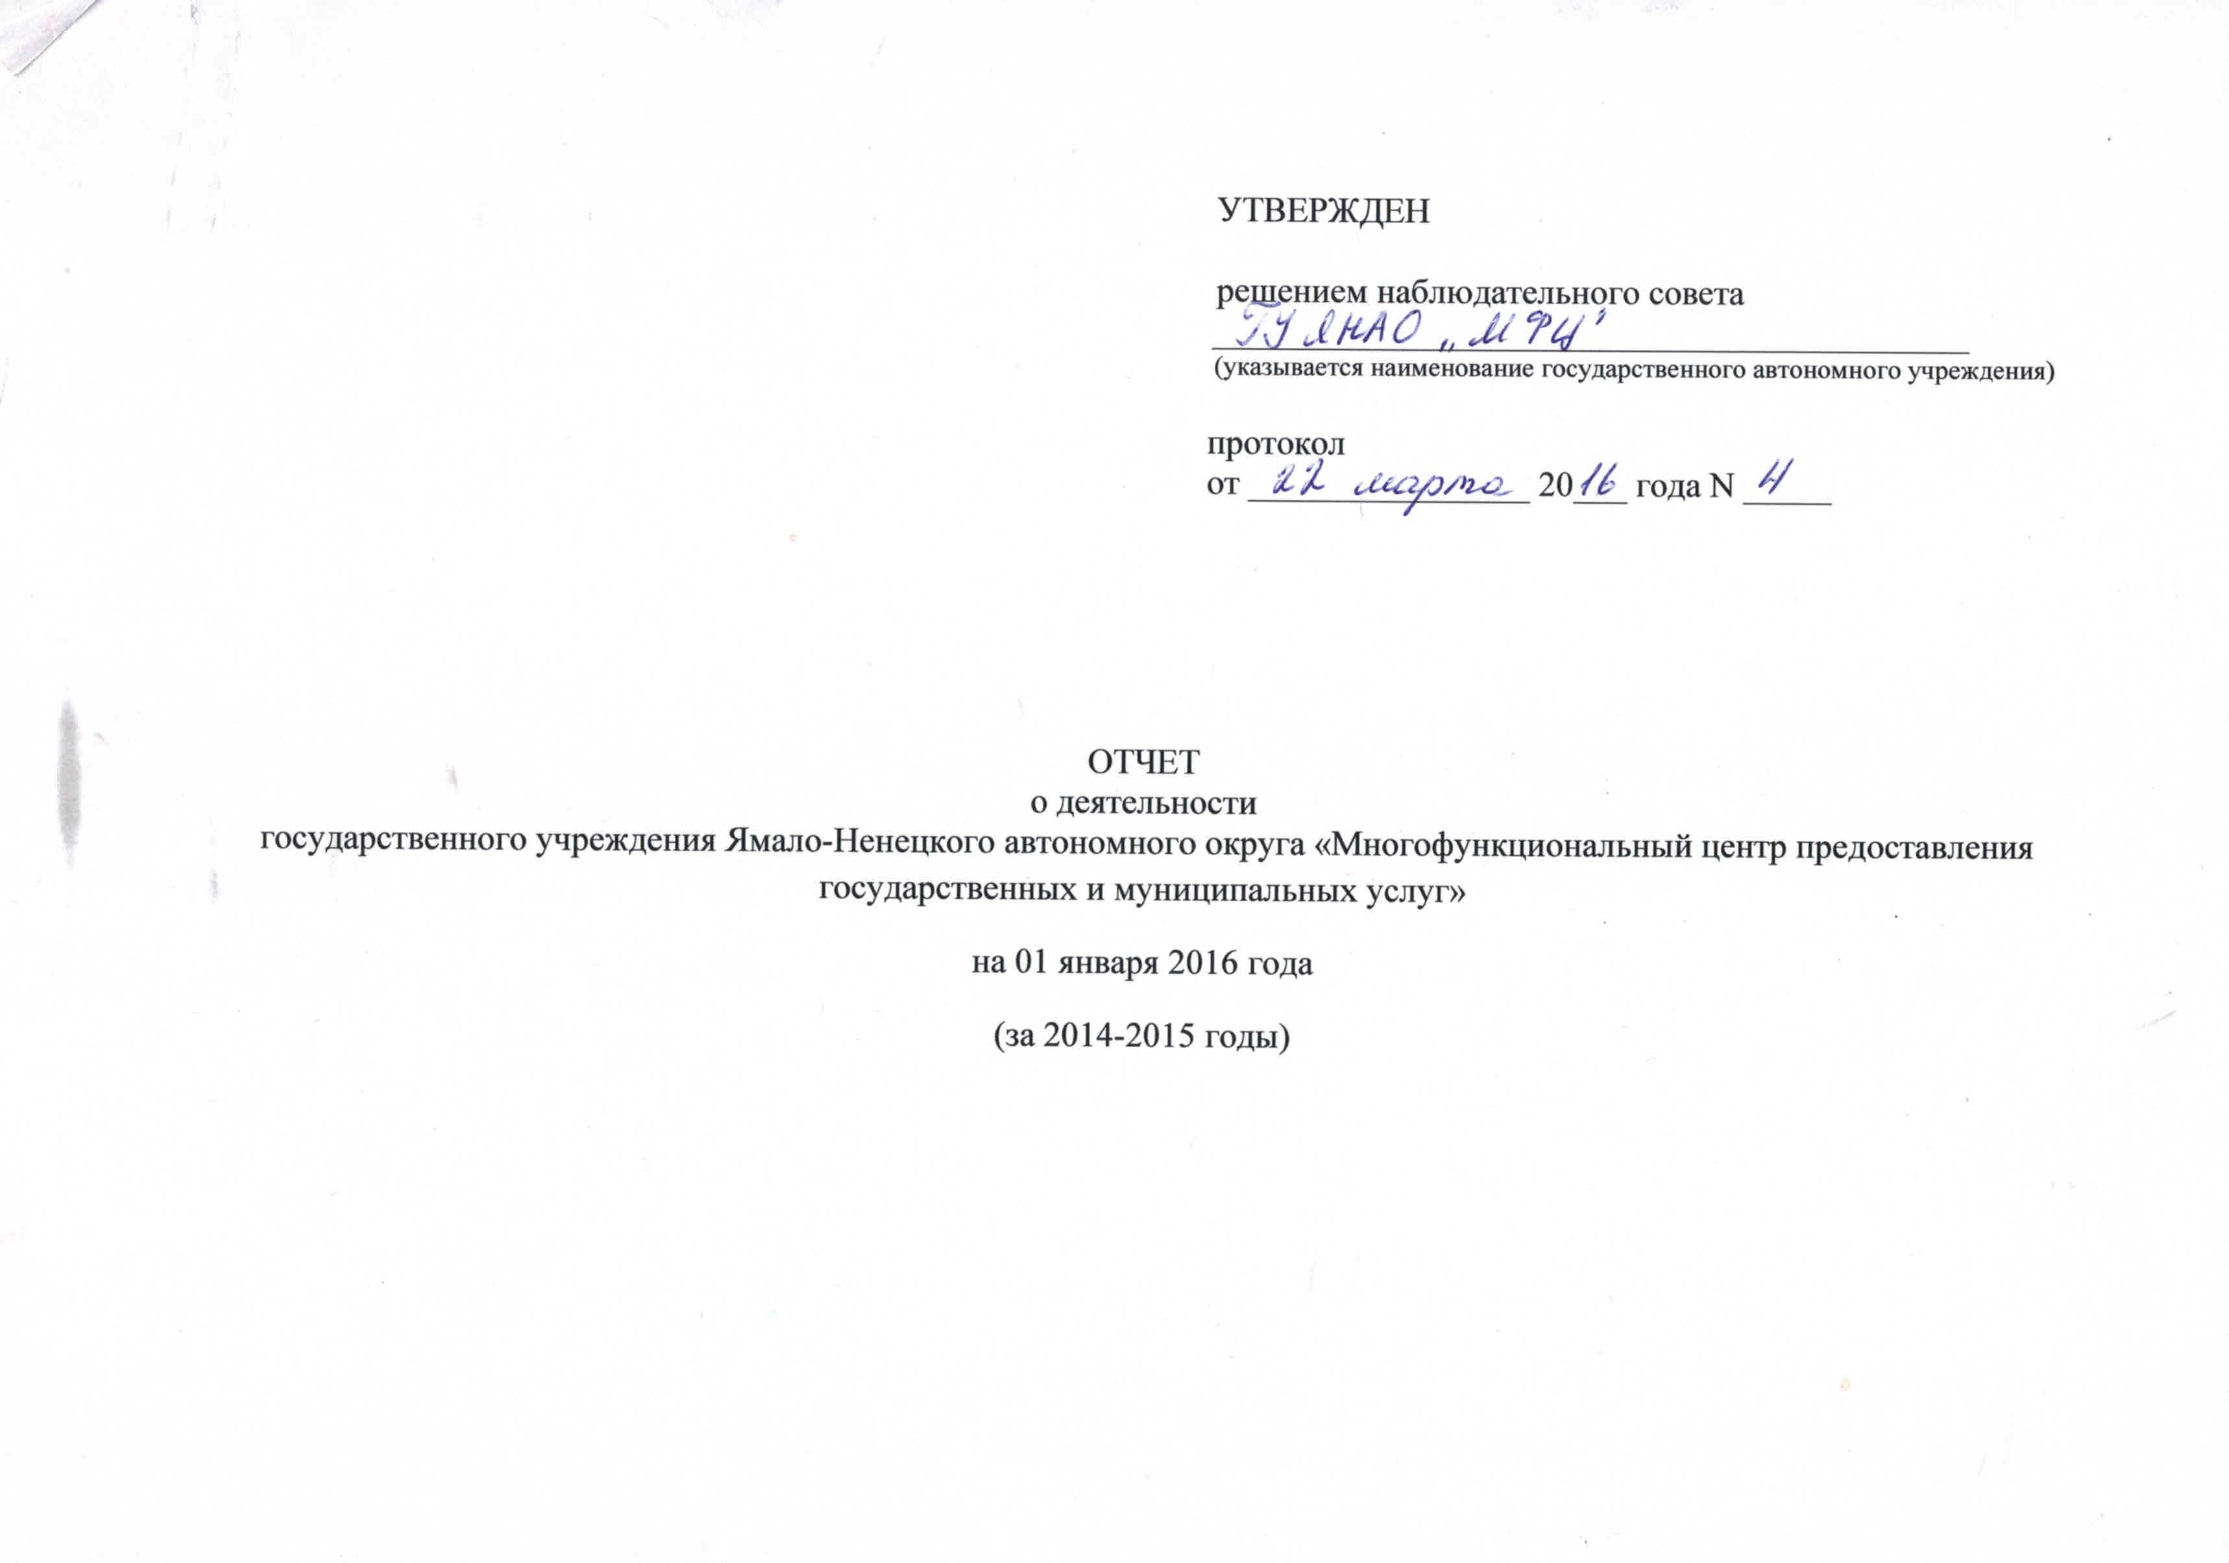 УТВЕРЖДЕН
решением наблюдательного совета
ГУ ЯНАО „МФЦ"
(указывается наименование государственного автономного учреждения)
протокол
от 22 марта 2016 года N 4
ОТЧЕТ
о деятельности
государственного учреждения Ямало-Ненецкого автономного округа «Многофункциональный центр предоставления
государственных и муниципальных услуг»
на 01 января 2016 года
(за 2014-2015 годы)